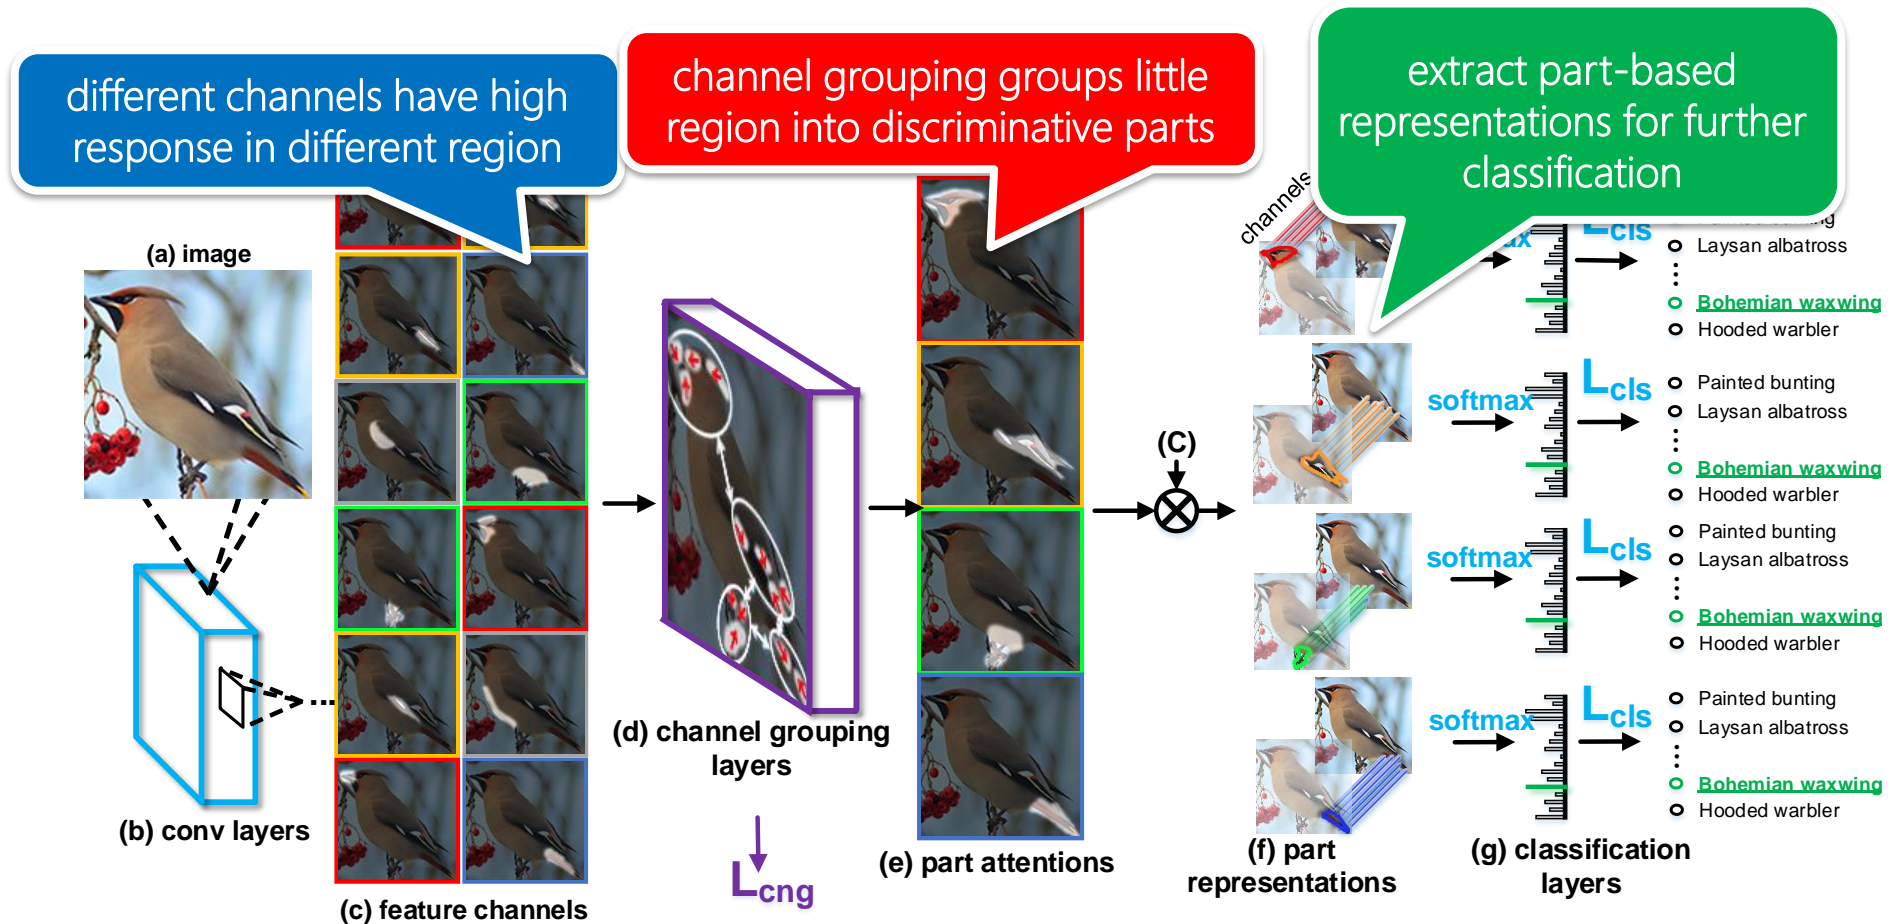 different channels have high
response in different region
channel grouping groups little
region into discriminative parts
extract part-based
representations for further
classification
(a) image
(b) conv layers
(c) feature channels
(d) channel grouping
layers
Lcng
(e) part attentions
(C)
channels
(f) part
representations
Lcls
Laysan albatross
Bohemian waxwing
Hooded warbler
softmax
Lcls
Painted bunting
Laysan albatross
Bohemian waxwing
Hooded warbler
softmax
Lcls
Painted bunting
Laysan albatross
Bohemian waxwing
Hooded warbler
softmax
Lcls
Painted bunting
Laysan albatross
Bohemian waxwing
Hooded warbler
(g) classification
layers